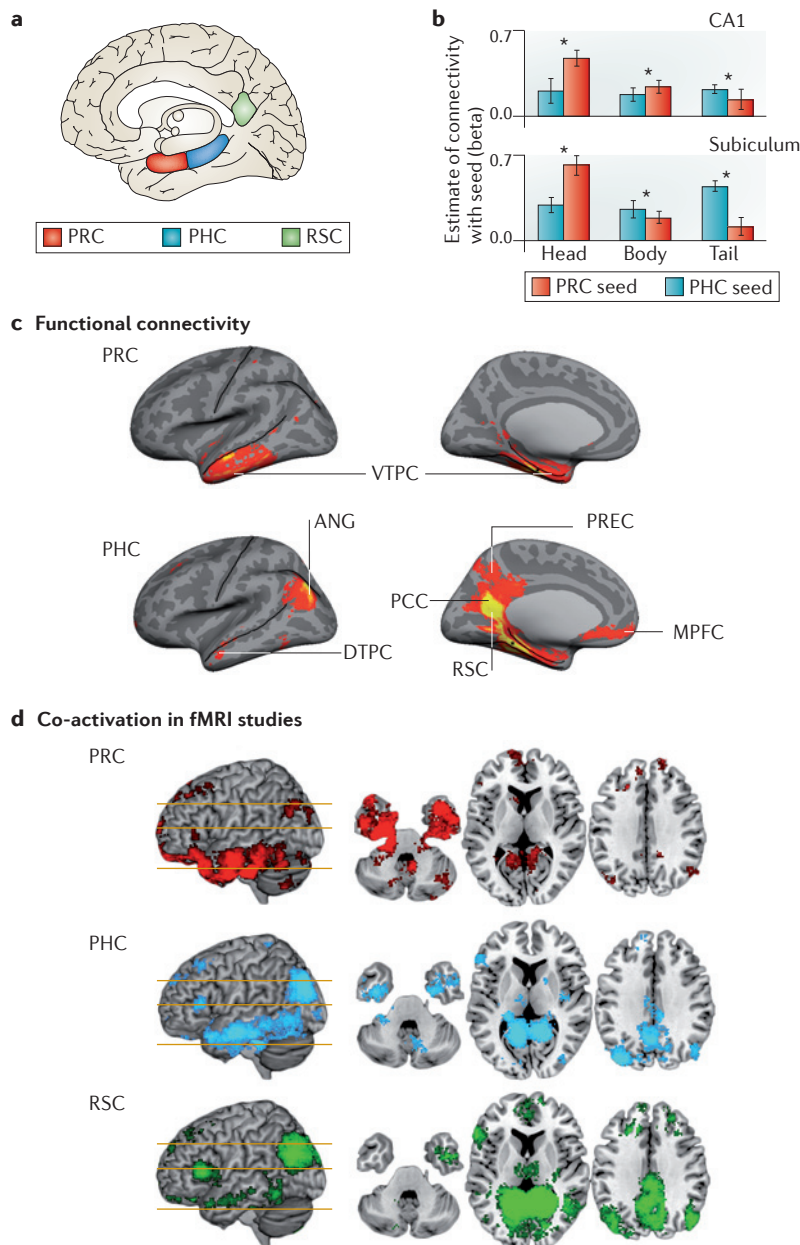 a
PRC PHC RSC
b
CA1
0.7
0.0
*
*
*
Subiculum
0.7
0.0
*
*
*
Estimate of connectivity
with seed (beta)
Head Body Tail
PRC seed PHC seed
c Functional connectivity
PRC
VTPC
PHC
ANG
DTPC
PREC
PCC
RSC
MPFC
d Co-activation in fMRI studies
PRC
PHC
RSC